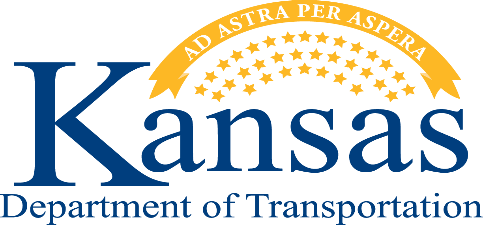 AD ASTRA PER ASPERA
Kansas
Department of Transportation